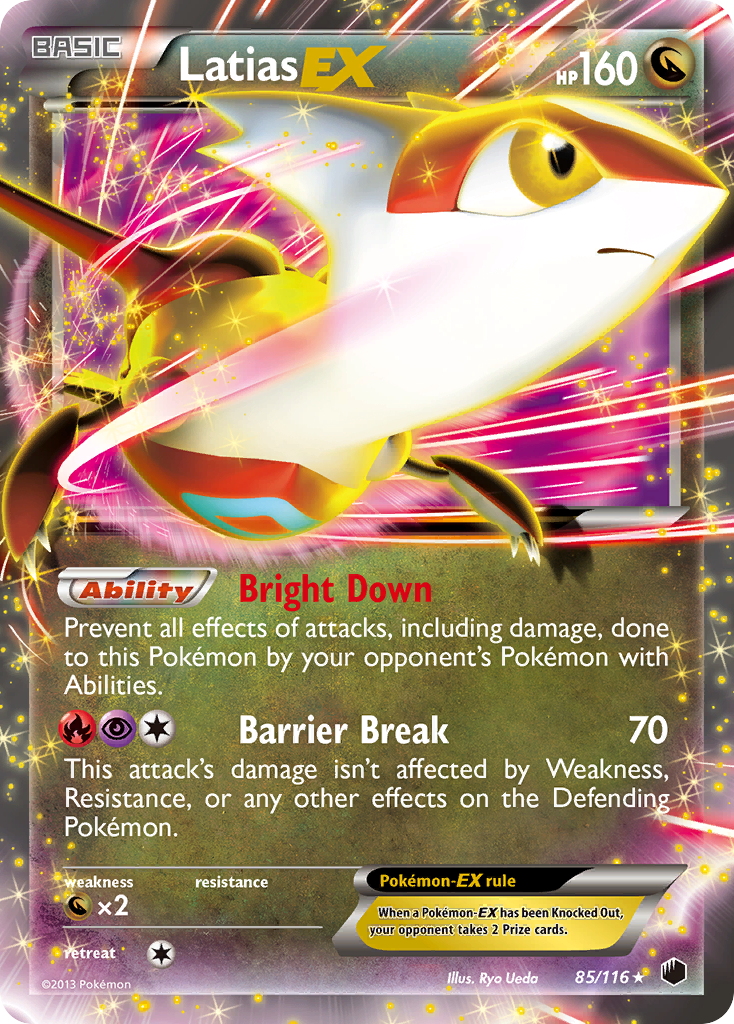 BASIC
Latias EX
HP160
Ability Bright Down
Prevent all effects of attacks, including damage, done
to this Pokémon by your opponent's Pokémon with
Abilities.
Barrier Break 70
This attack's damage isn't affected by Weakness,
Resistance, or any other effects on the Defending
Pokémon.
weakness resistance
×2
Pokémon-EX rule
When a Pokémon-EX has been Knocked Out,
your opponent takes 2 Prize cards.
retreat
©2013 Pokémon
Illus. Ryo Ueda
85/116 ★